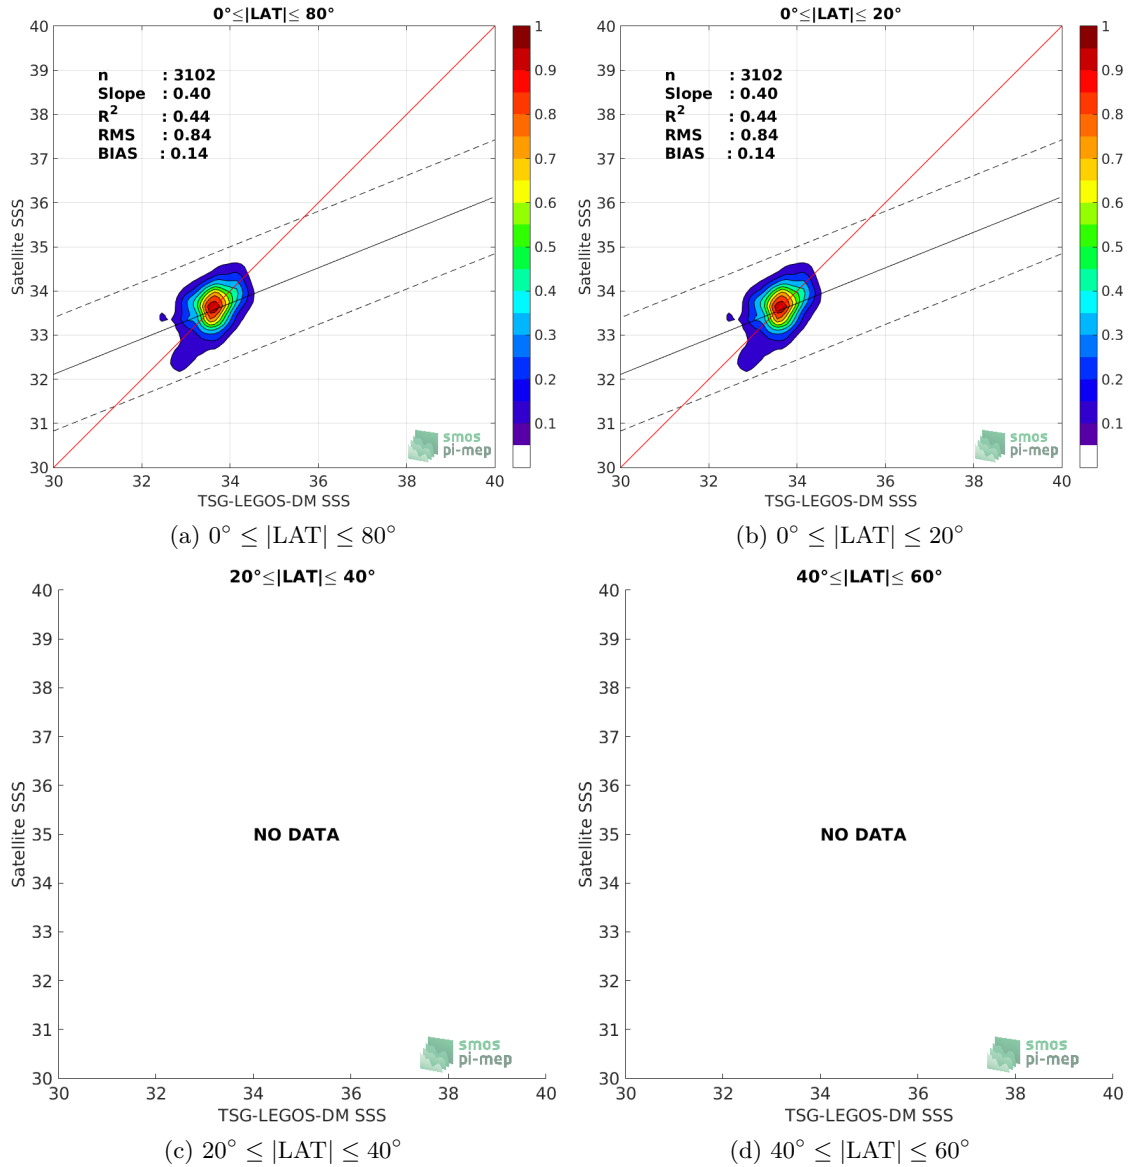 0°≤|LAT|≤ 80°
40
39
38
37
36
35
34
33
32
31
30
Satellite SSS
n : 3102
Slope : 0.40
R² : 0.44
RMS : 0.84
BIAS : 0.14
smos
pi-mep
30 32 34 36 38 40
TSG-LEGOS-DM SSS
1
0.9
0.8
0.7
0.6
0.5
0.4
0.3
0.2
0.1
(a) 0° ≤ |LAT| ≤ 80°
0°≤|LAT|≤ 20°
40
39
38
37
36
35
34
33
32
31
30
Satellite SSS
n : 3102
Slope : 0.40
R² : 0.44
RMS : 0.84
BIAS : 0.14
smos
pi-mep
30 32 34 36 38 40
TSG-LEGOS-DM SSS
1
0.9
0.8
0.7
0.6
0.5
0.4
0.3
0.2
0.1
(b) 0° ≤ |LAT| ≤ 20°
20°≤|LAT|≤ 40°
40
39
38
37
36
35
34
33
32
31
30
Satellite SSS
NO DATA
smos
pi-mep
30 32 34 36 38 40
TSG-LEGOS-DM SSS
(c) 20° ≤ |LAT| ≤ 40°
40°≤|LAT|≤ 60°
40
39
38
37
36
35
34
33
32
31
30
Satellite SSS
NO DATA
smos
pi-mep
30 32 34 36 38 40
TSG-LEGOS-DM SSS
(d) 40° ≤ |LAT| ≤ 60°